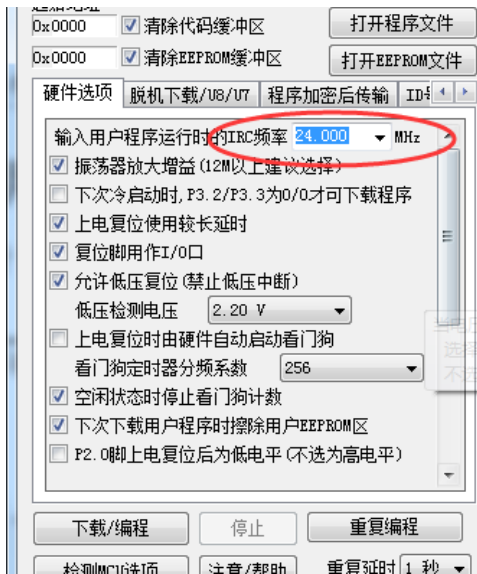 0x0000 清除代码缓冲区 打开程序文件
0x0000 清除EEPROM缓冲区 打开EEPROM文件
硬件选项 脱机下载/U8/U7 程序加密后传输
输入用户程序运行时的IRC频率 24.000 MHz
振荡器放大增益(12M以上建议选择)
下次冷启动时,P3.2/P3.3为0/0才可下载程序
上电复位使用较长延时
复位脚用作I/O口
允许低压复位(禁止低压中断)
低压检测电压 2.20 V
上电复位时由硬件自动启动看门狗
看门狗定时器分频系数 256
空闲状态时停止看门狗计数
下次下载用户程序时擦除用户EEPROM区
P2.0脚上电复位后为低电平(不选为高电平)
下载/编程 停止 重复编程
检测MCU选项 注意/帮助 重复延时 1 秒